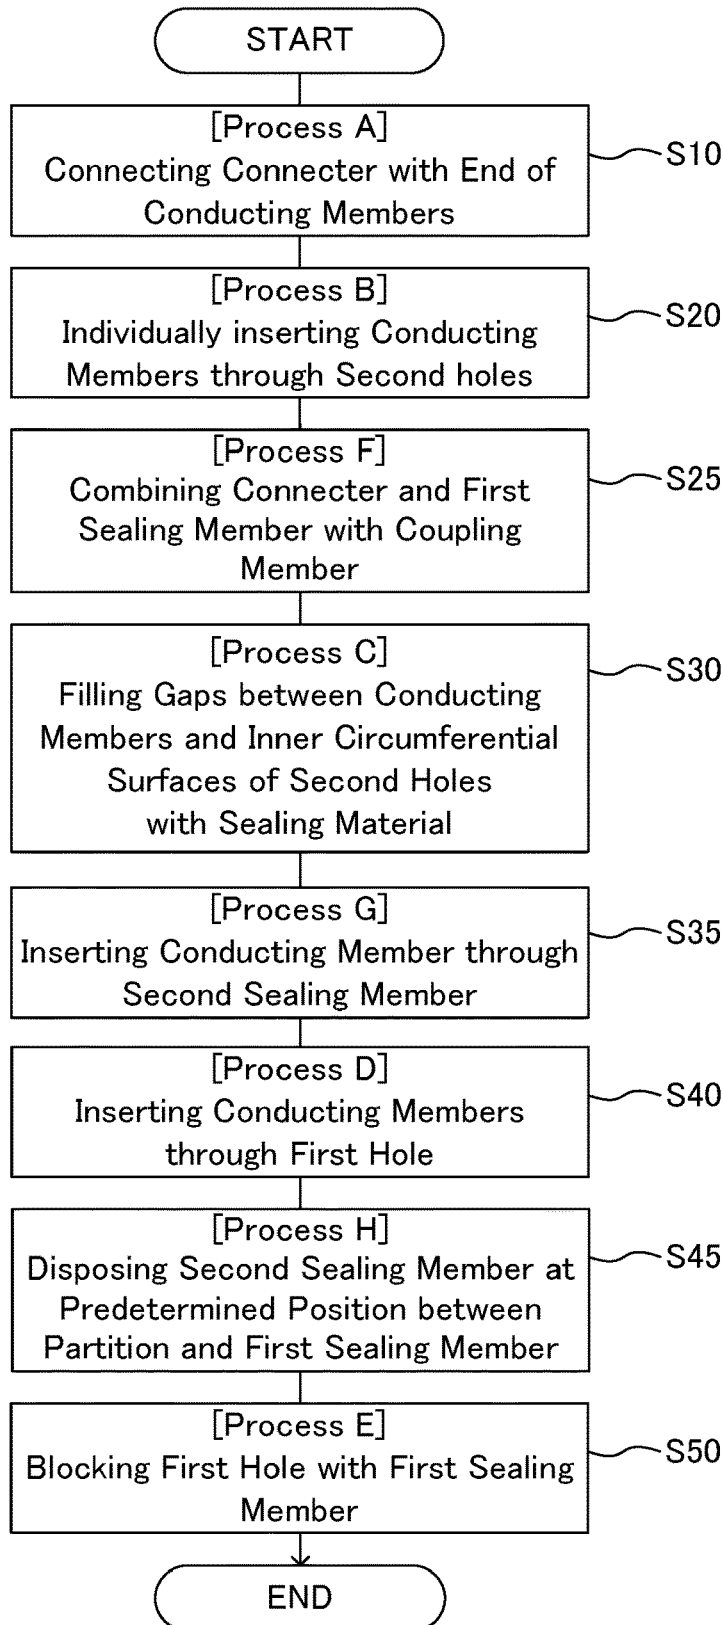 START
[Process A]
Connecting Connecter with End of
Conducting Members
S10
[Process B]
Individually inserting Conducting
Members through Second holes
S20
[Process F]
Combining Connecter and First
Sealing Member with Coupling
Member
S25
[Process C]
Filling Gaps between Conducting
Members and Inner Circumferential
Surfaces of Second Holes
with Sealing Material
S30
[Process G]
Inserting Conducting Member through
Second Sealing Member
S35
[Process D]
Inserting Conducting Members
through First Hole
S40
[Process H]
Disposing Second Sealing Member at
Predetermined Position between
Partition and First Sealing Member
S45
[Process E]
Blocking First Hole with First Sealing
Member
S50
END